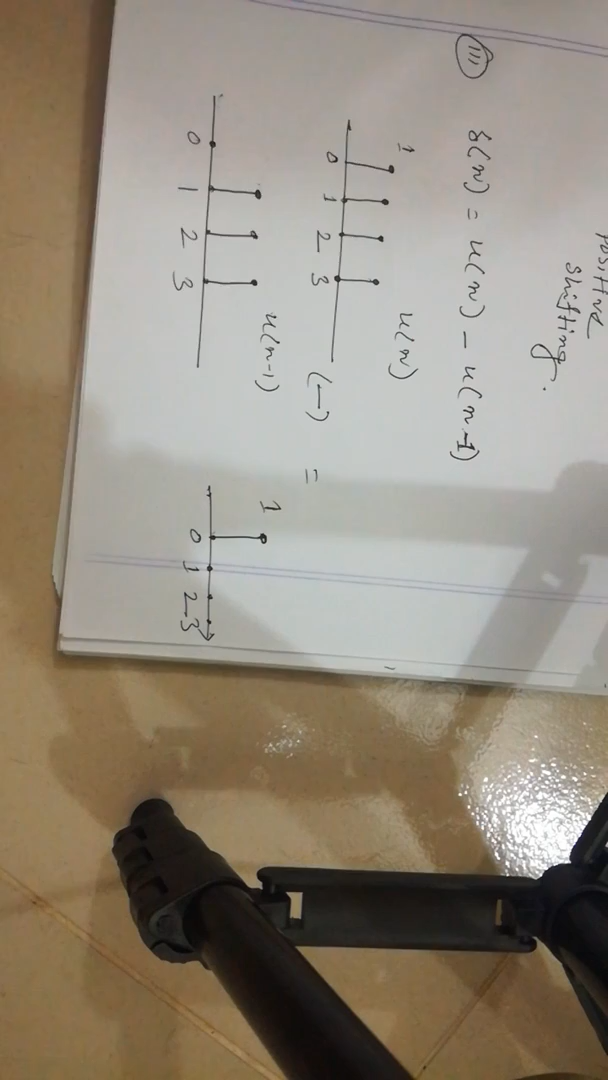 Positive
shifting.
(III) δ(n) = u(n) - u(n-1)
1
u(n)
0 1 2 3
(-) =
u(n-1)
0 1 2 3
1
0 1 2 3